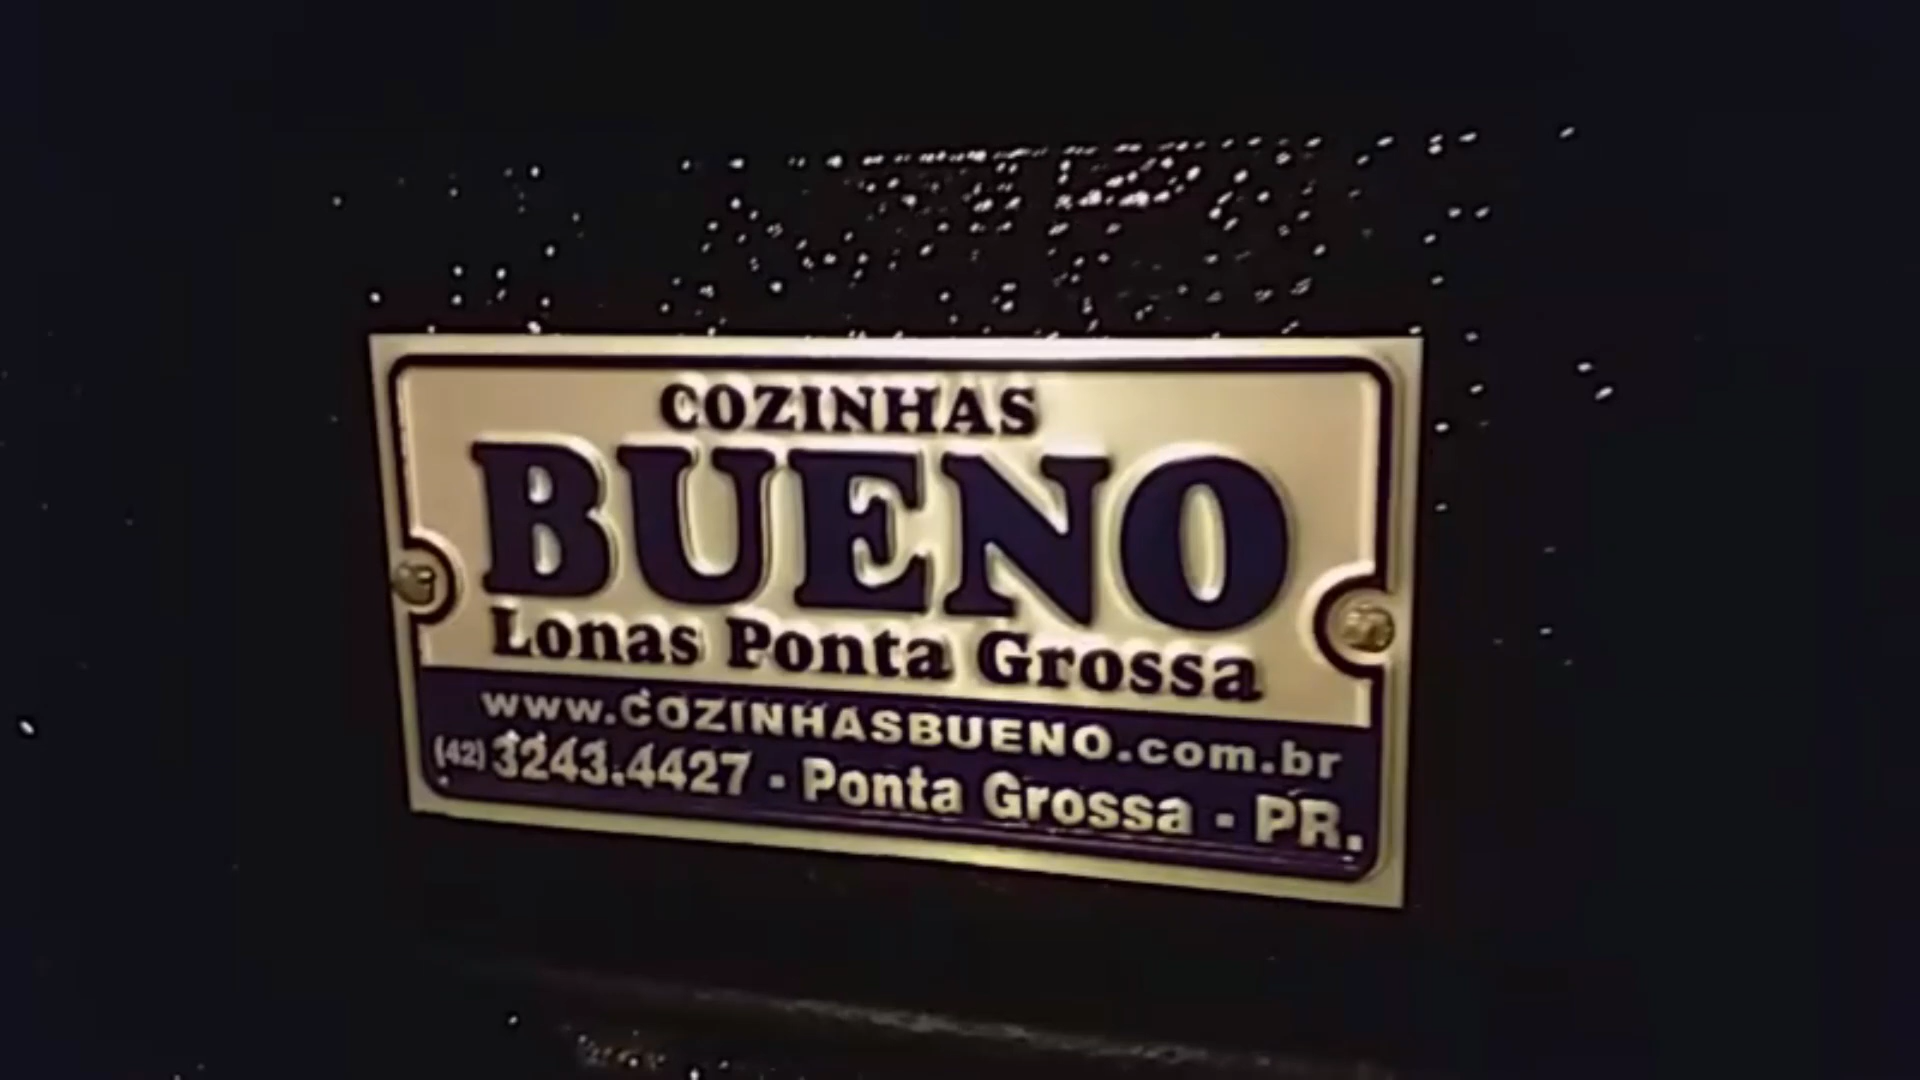 COZINHAS
BUENO
Lonas Ponta Grossa
www.COZINHASBUENO.com.br
(42) 3243.4427 - Ponta Grossa - PR.